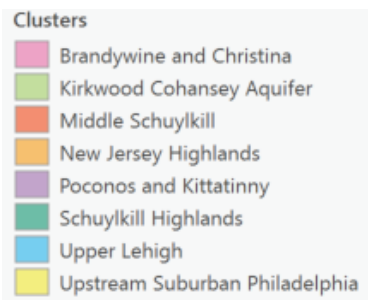 Clusters
Brandywine and Christina
Kirkwood Cohansey Aquifer
Middle Schuylkill
New Jersey Highlands
Poconos and Kittatinny
Schuylkill Highlands
Upper Lehigh
Upstream Suburban Philadelphia